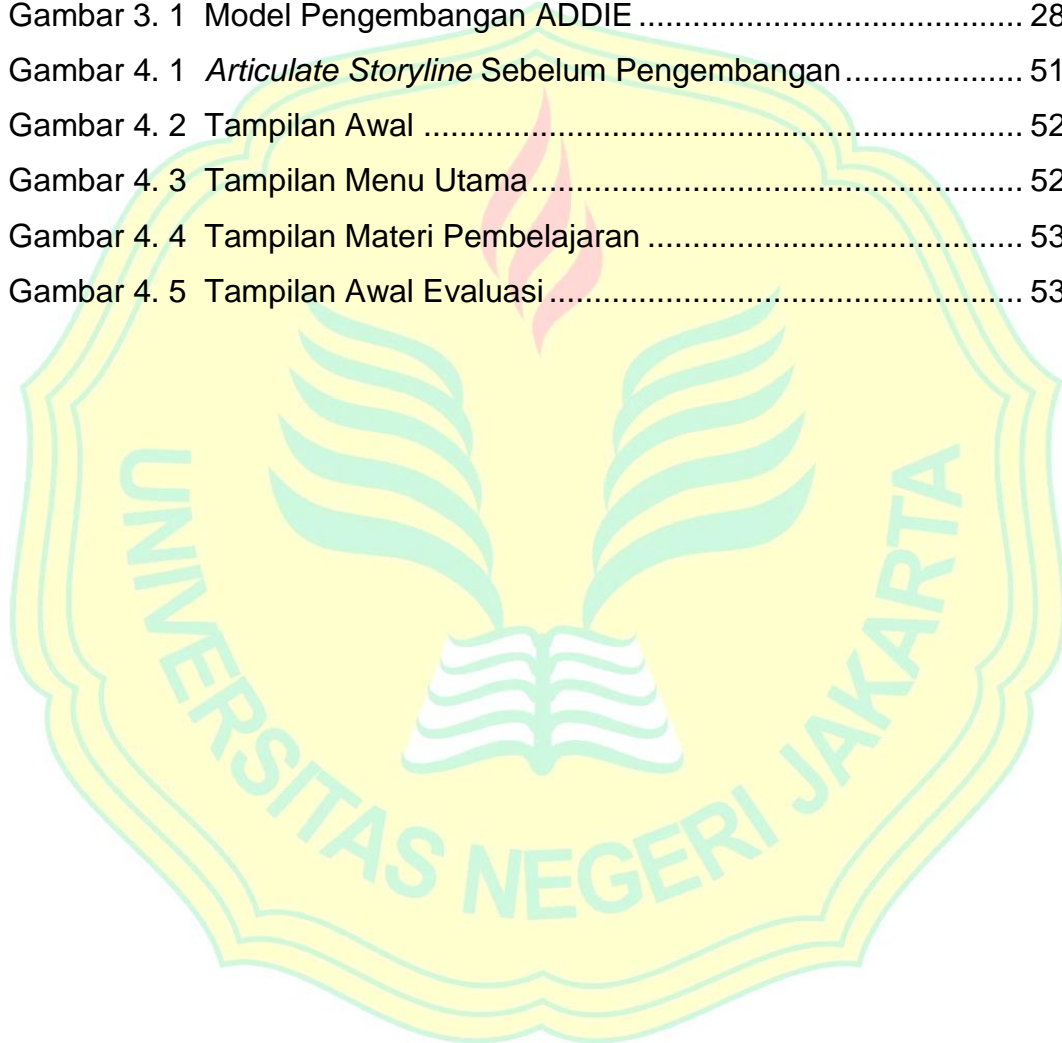 Gambar 3. 1 Model Pengembangan ADDIE ........................................ 28
Gambar 4. 1 Articulate Storyline Sebelum Pengembangan .................... 51
Gambar 4. 2 Tampilan Awal ................................................................ 52
Gambar 4. 3 Tampilan Menu Utama .................................................... 52
Gambar 4. 4 Tampilan Materi Pembelajaran ........................................ 53
Gambar 4. 5 Tampilan Awal Evaluasi .................................................. 53
UNIVERSITAS NEGERI JAKARTA